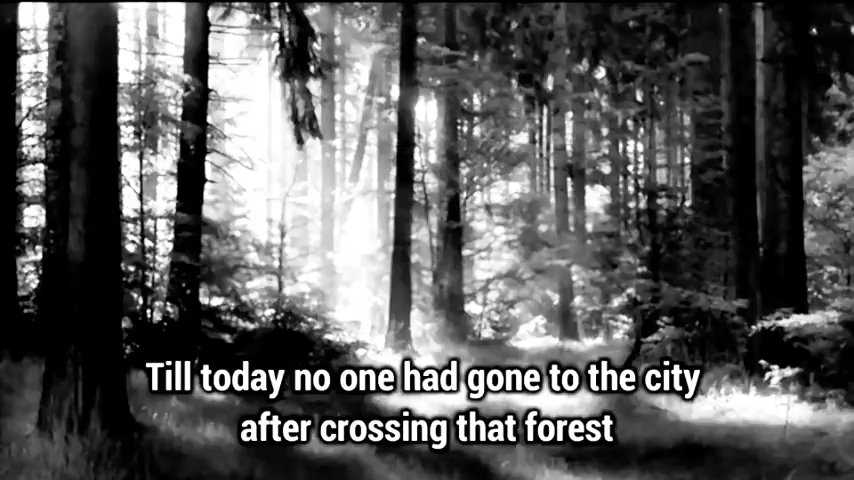 Till today no one had gone to the city
after crossing that forest